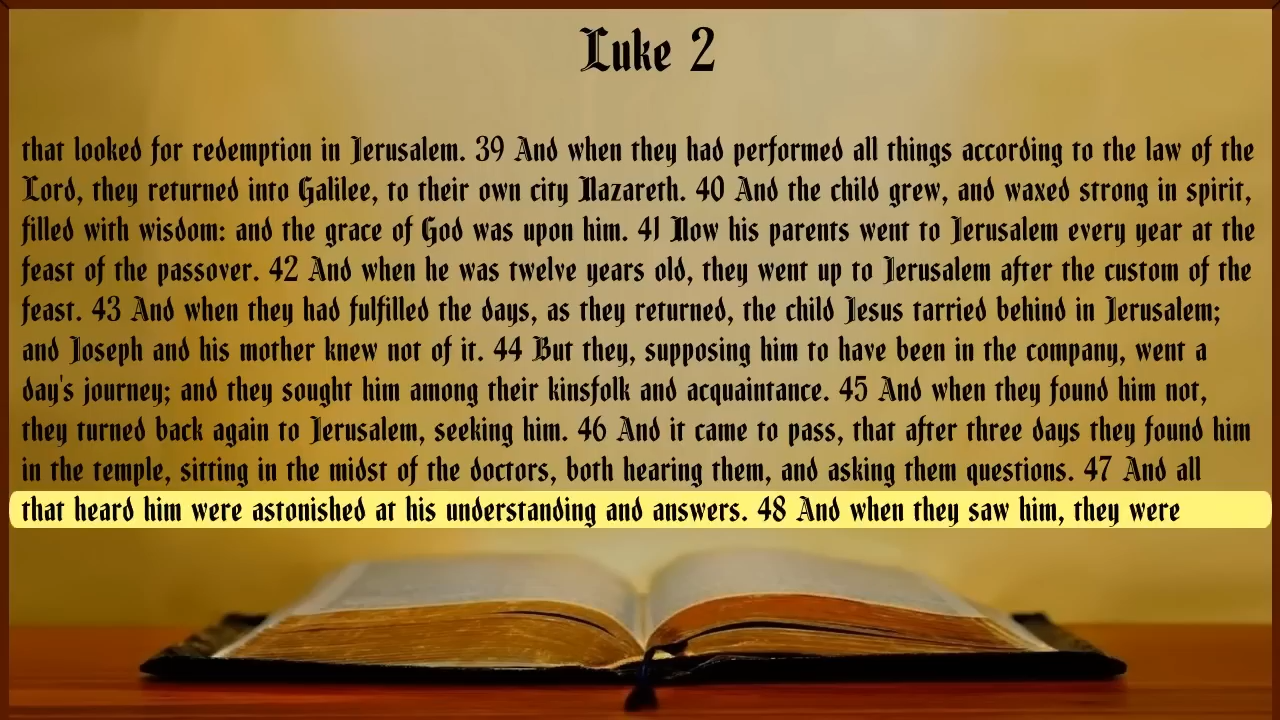 Luke 2
that looked for redemption in Jerusalem. 39 And when they had performed all things according to the law of the
Lord, they returned into Galilee, to their own city Nazareth. 40 And the child grew, and waxed strong in spirit,
filled with wisdom: and the grace of God was upon him. 41 Now his parents went to Jerusalem every year at the
feast of the passover. 42 And when he was twelve years old, they went up to Jerusalem after the custom of the
feast. 43 And when they had fulfilled the days, as they returned, the child Jesus tarried behind in Jerusalem;
and Joseph and his mother knew not of it. 44 But they, supposing him to have been in the company, went a
day's journey; and they sought him among their kinsfolk and acquaintance. 45 And when they found him not,
they turned back again to Jerusalem, seeking him. 46 And it came to pass, that after three days they found him
in the temple, sitting in the midst of the doctors, both hearing them, and asking them questions. 47 And all
that heard him were astonished at his understanding and answers. 48 And when they saw him, they were